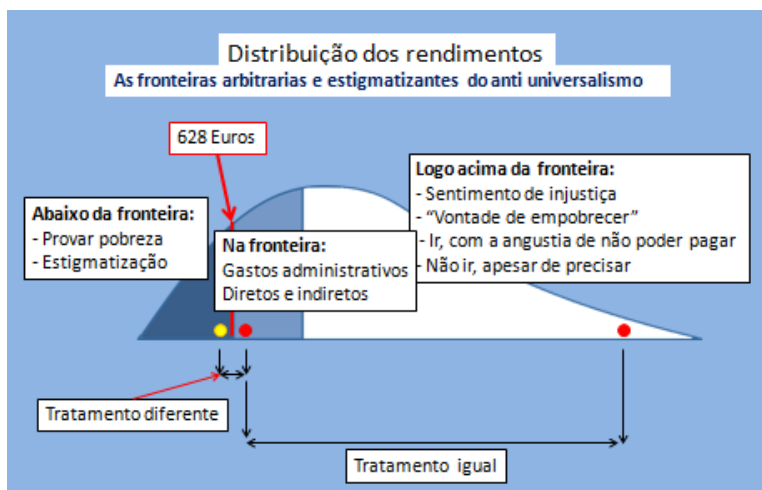 Distribuição dos rendimentos
As fronteiras arbitrarias e estigmatizantes do anti universalismo
628 Euros
Abaixo da fronteira:
- Provar pobreza
- Estigmatização
Na fronteira:
Gastos administrativos
Diretos e indiretos
Logo acima da fronteira:
- Sentimento de injustiça
- “Vontade de empobrecer”
- Ir, com a angustia de não poder pagar
- Não ir, apesar de precisar
Tratamento diferente
Tratamento igual